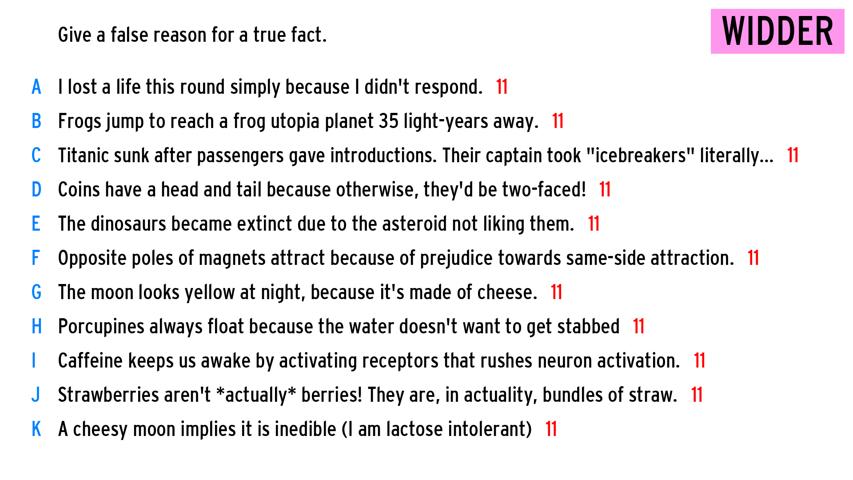 Give a false reason for a true fact.
WIDDER
A I lost a life this round simply because I didn't respond. 11
B Frogs jump to reach a frog utopia planet 35 light-years away. 11
C Titanic sunk after passengers gave introductions. Their captain took "icebreakers" literally... 11
D Coins have a head and tail because otherwise, they'd be two-faced! 11
E The dinosaurs became extinct due to the asteroid not liking them. 11
F Opposite poles of magnets attract because of prejudice towards same-side attraction. 11
G The moon looks yellow at night, because it's made of cheese. 11
H Porcupines always float because the water doesn't want to get stabbed 11
I Caffeine keeps us awake by activating receptors that rushes neuron activation. 11
J Strawberries aren't *actually* berries! They are, in actuality, bundles of straw. 11
K A cheesy moon implies it is inedible (I am lactose intolerant) 11